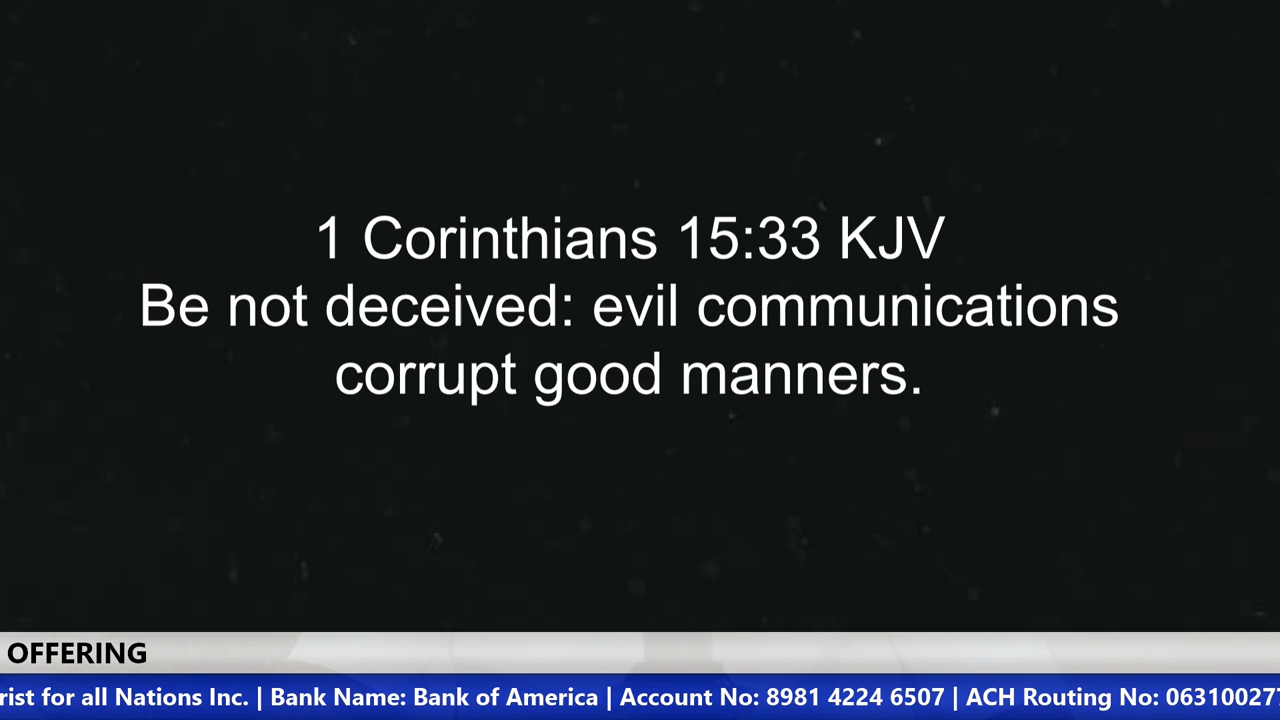 1 Corinthians 15:33 KJV
Be not deceived: evil communications
corrupt good manners.
OFFERING
rist for all Nations Inc. | Bank Name: Bank of America | Account No: 8981 4224 6507 | ACH Routing No: 06310027